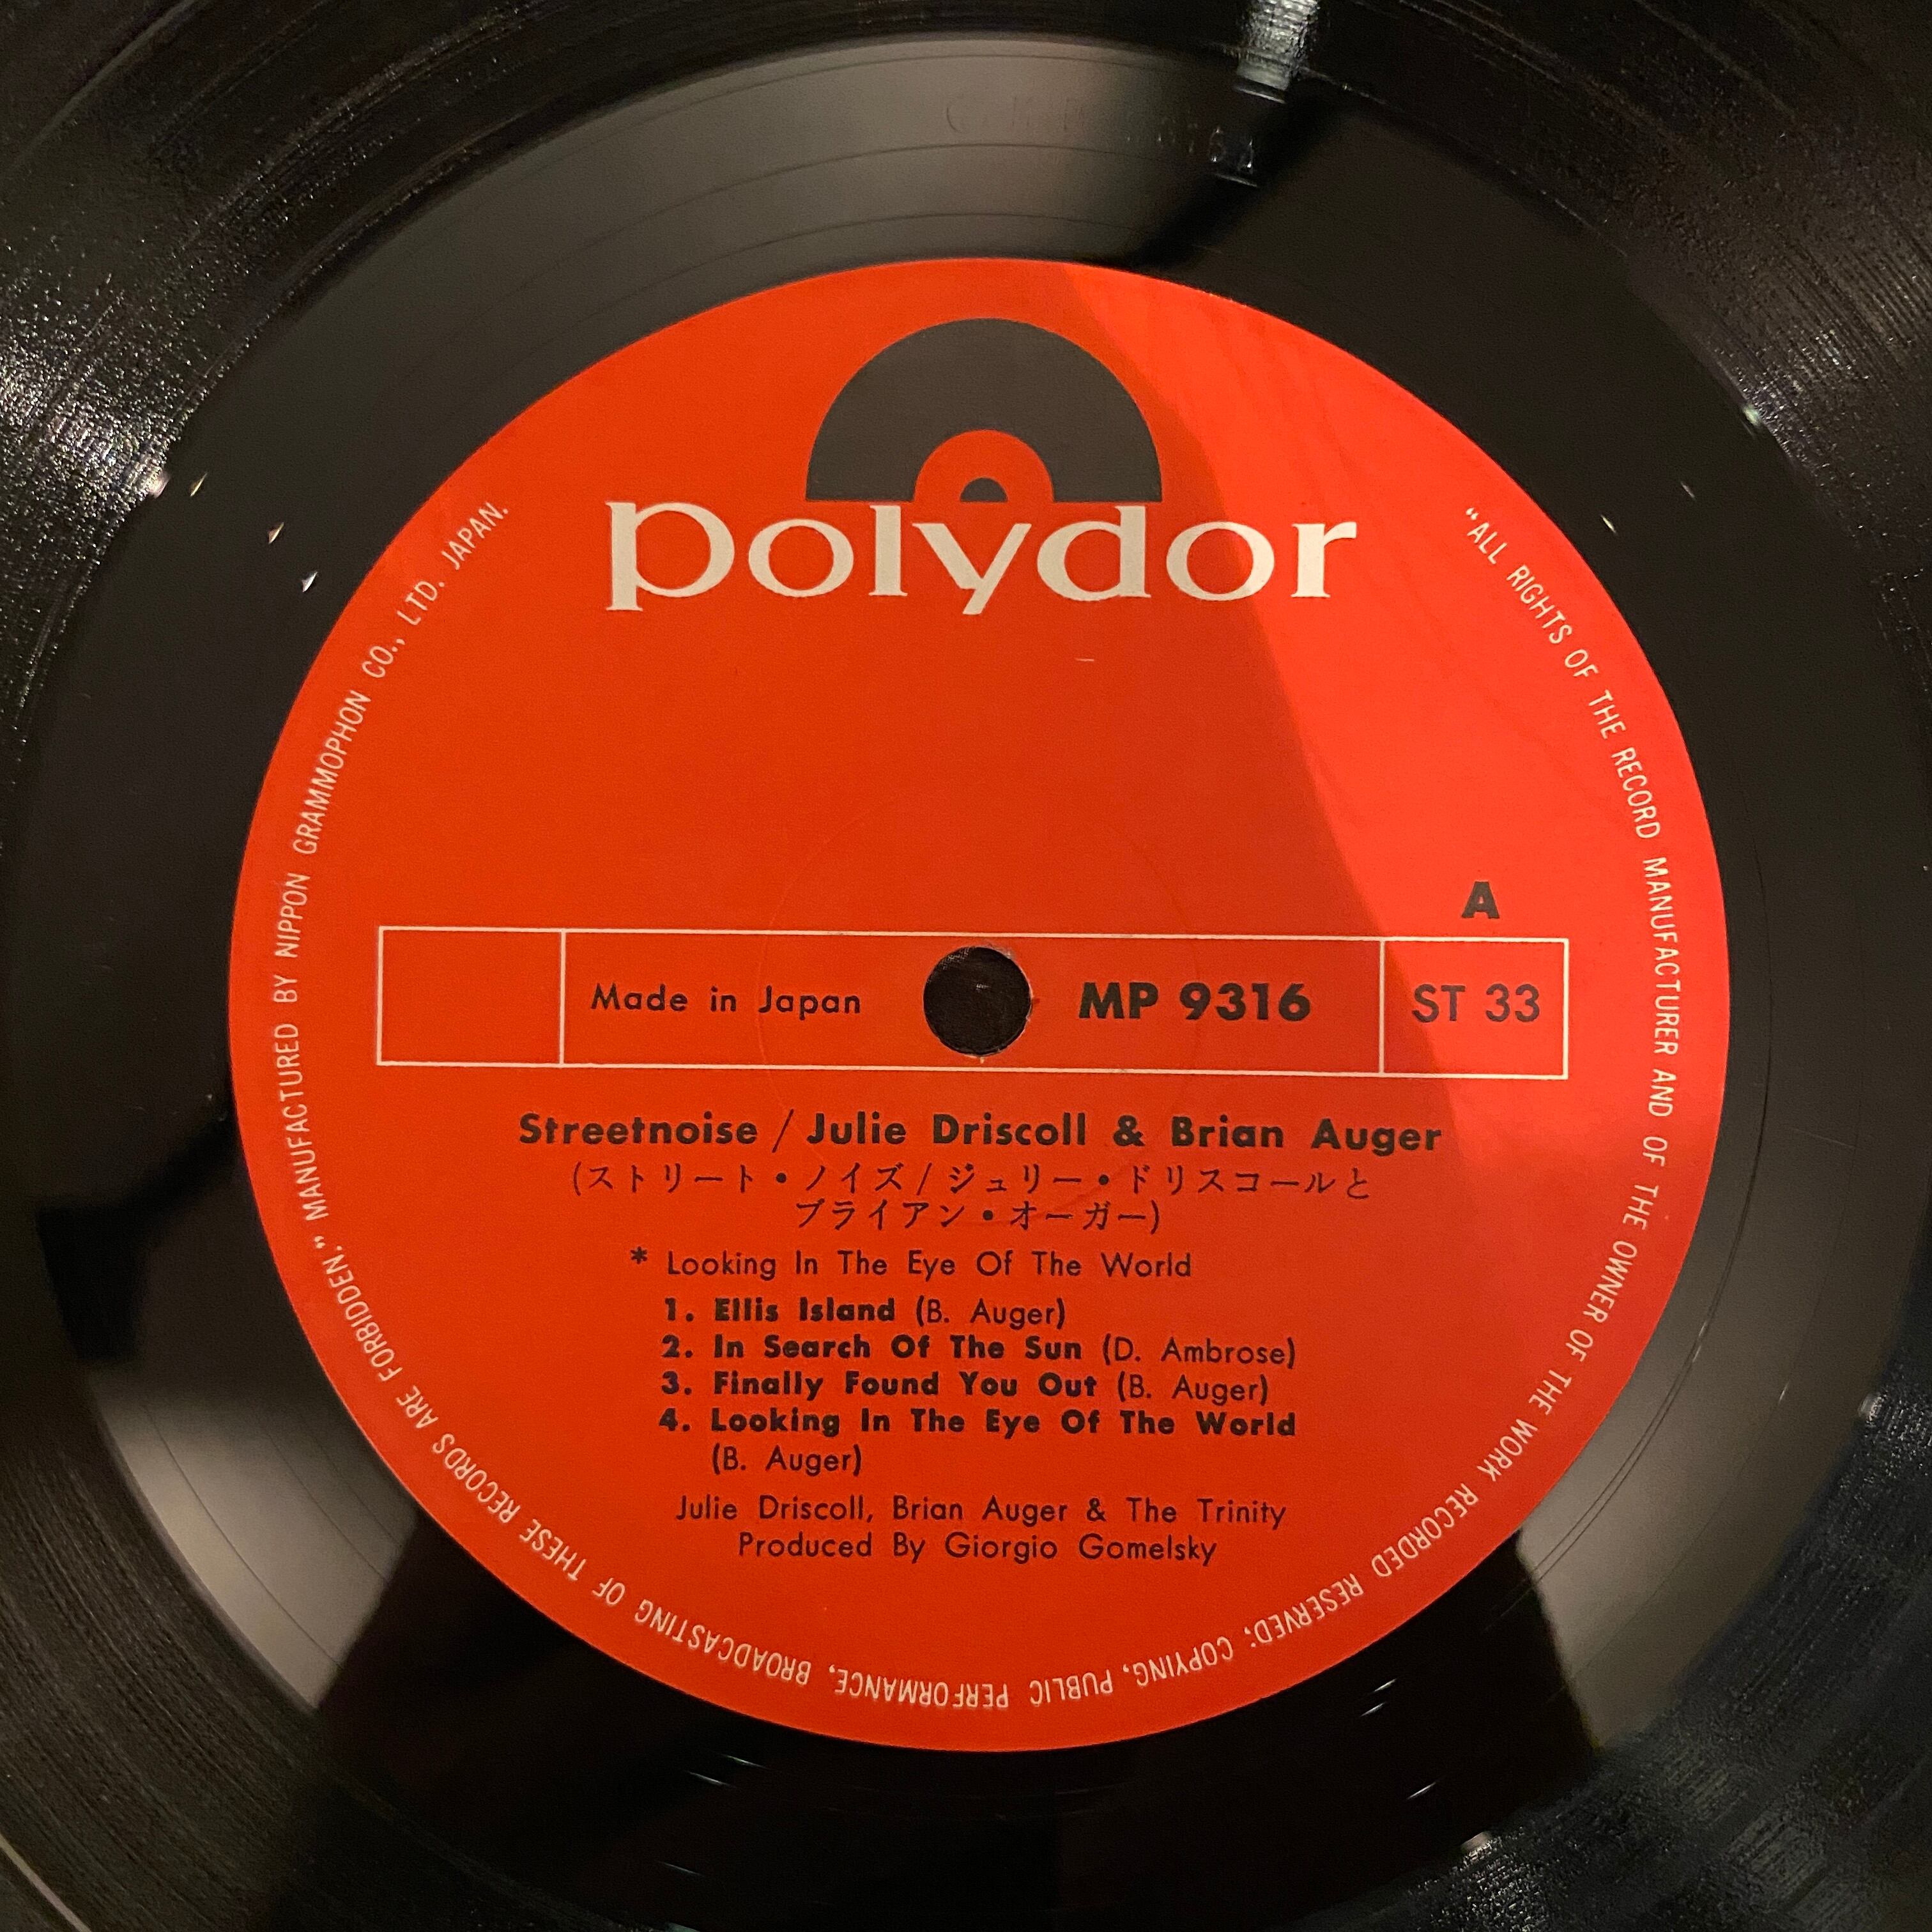 polydor
A
Made in Japan
MP 9316
ST 33
Streetnoise / Julie Driscoll & Brian Auger
(ストリート・ノイズ/ジュリー・ドリスコールと
ブライアン・オーガー)
* Looking In The Eye Of The World
1. Ellis Island (B. Auger)
2. In Search Of The Sun (D. Ambrose)
3. Finally Found You Out (B. Auger)
4. Looking In The Eye Of The World
(B. Auger)
Julie Driscoll, Brian Auger & The Trinity
Produced By Giorgio Gomelsky
"ALL RIGHTS OF THE RECORD MANUFACTURER AND OF THE OWNER OF THE WORK RECORDED RESERVED; COPYING, PUBLIC PERFORMANCE, BROADCASTING OF THESE RECORDS ARE FORBIDDEN." MANUFACTURED BY NIPPON GRAMMOPHON CO., LTD. JAPAN.